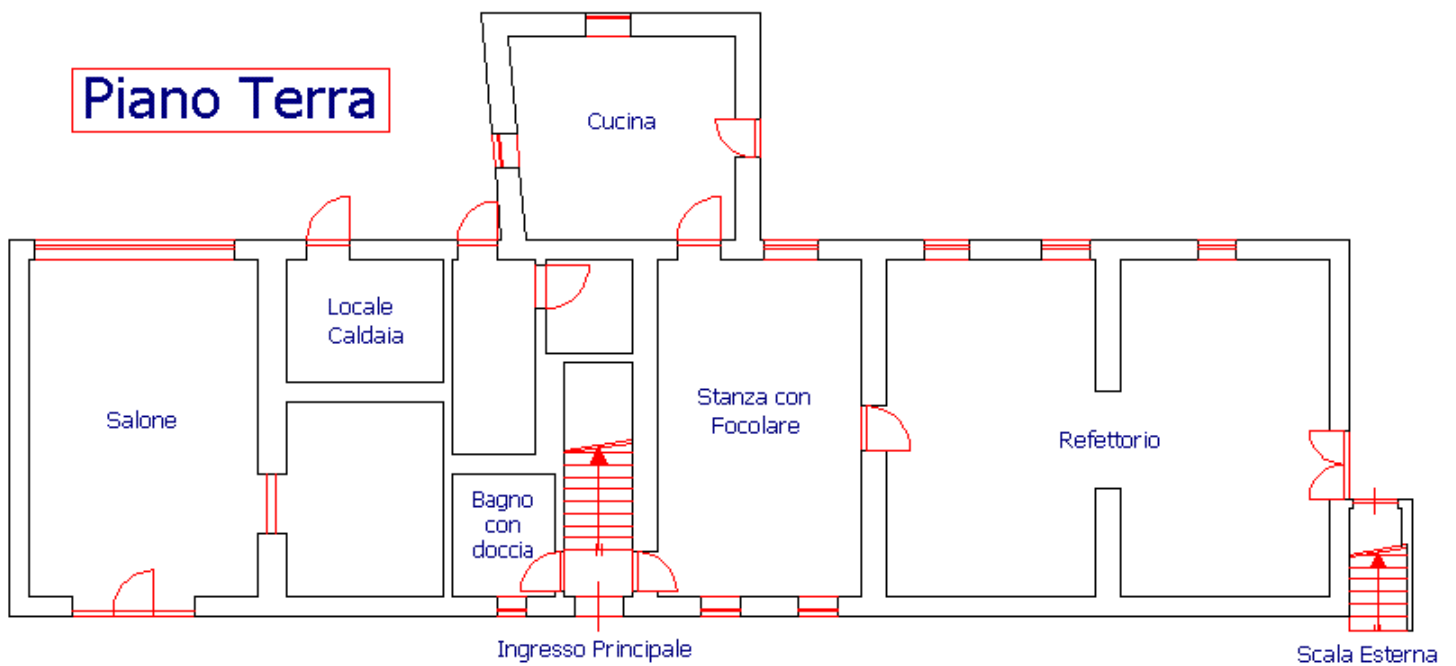 Piano Terra
Cucina
Locale
Caldaia
Salone
Stanza con
Focolare
Refettorio
Bagno
con
doccia
Ingresso Principale
Scala Esterna